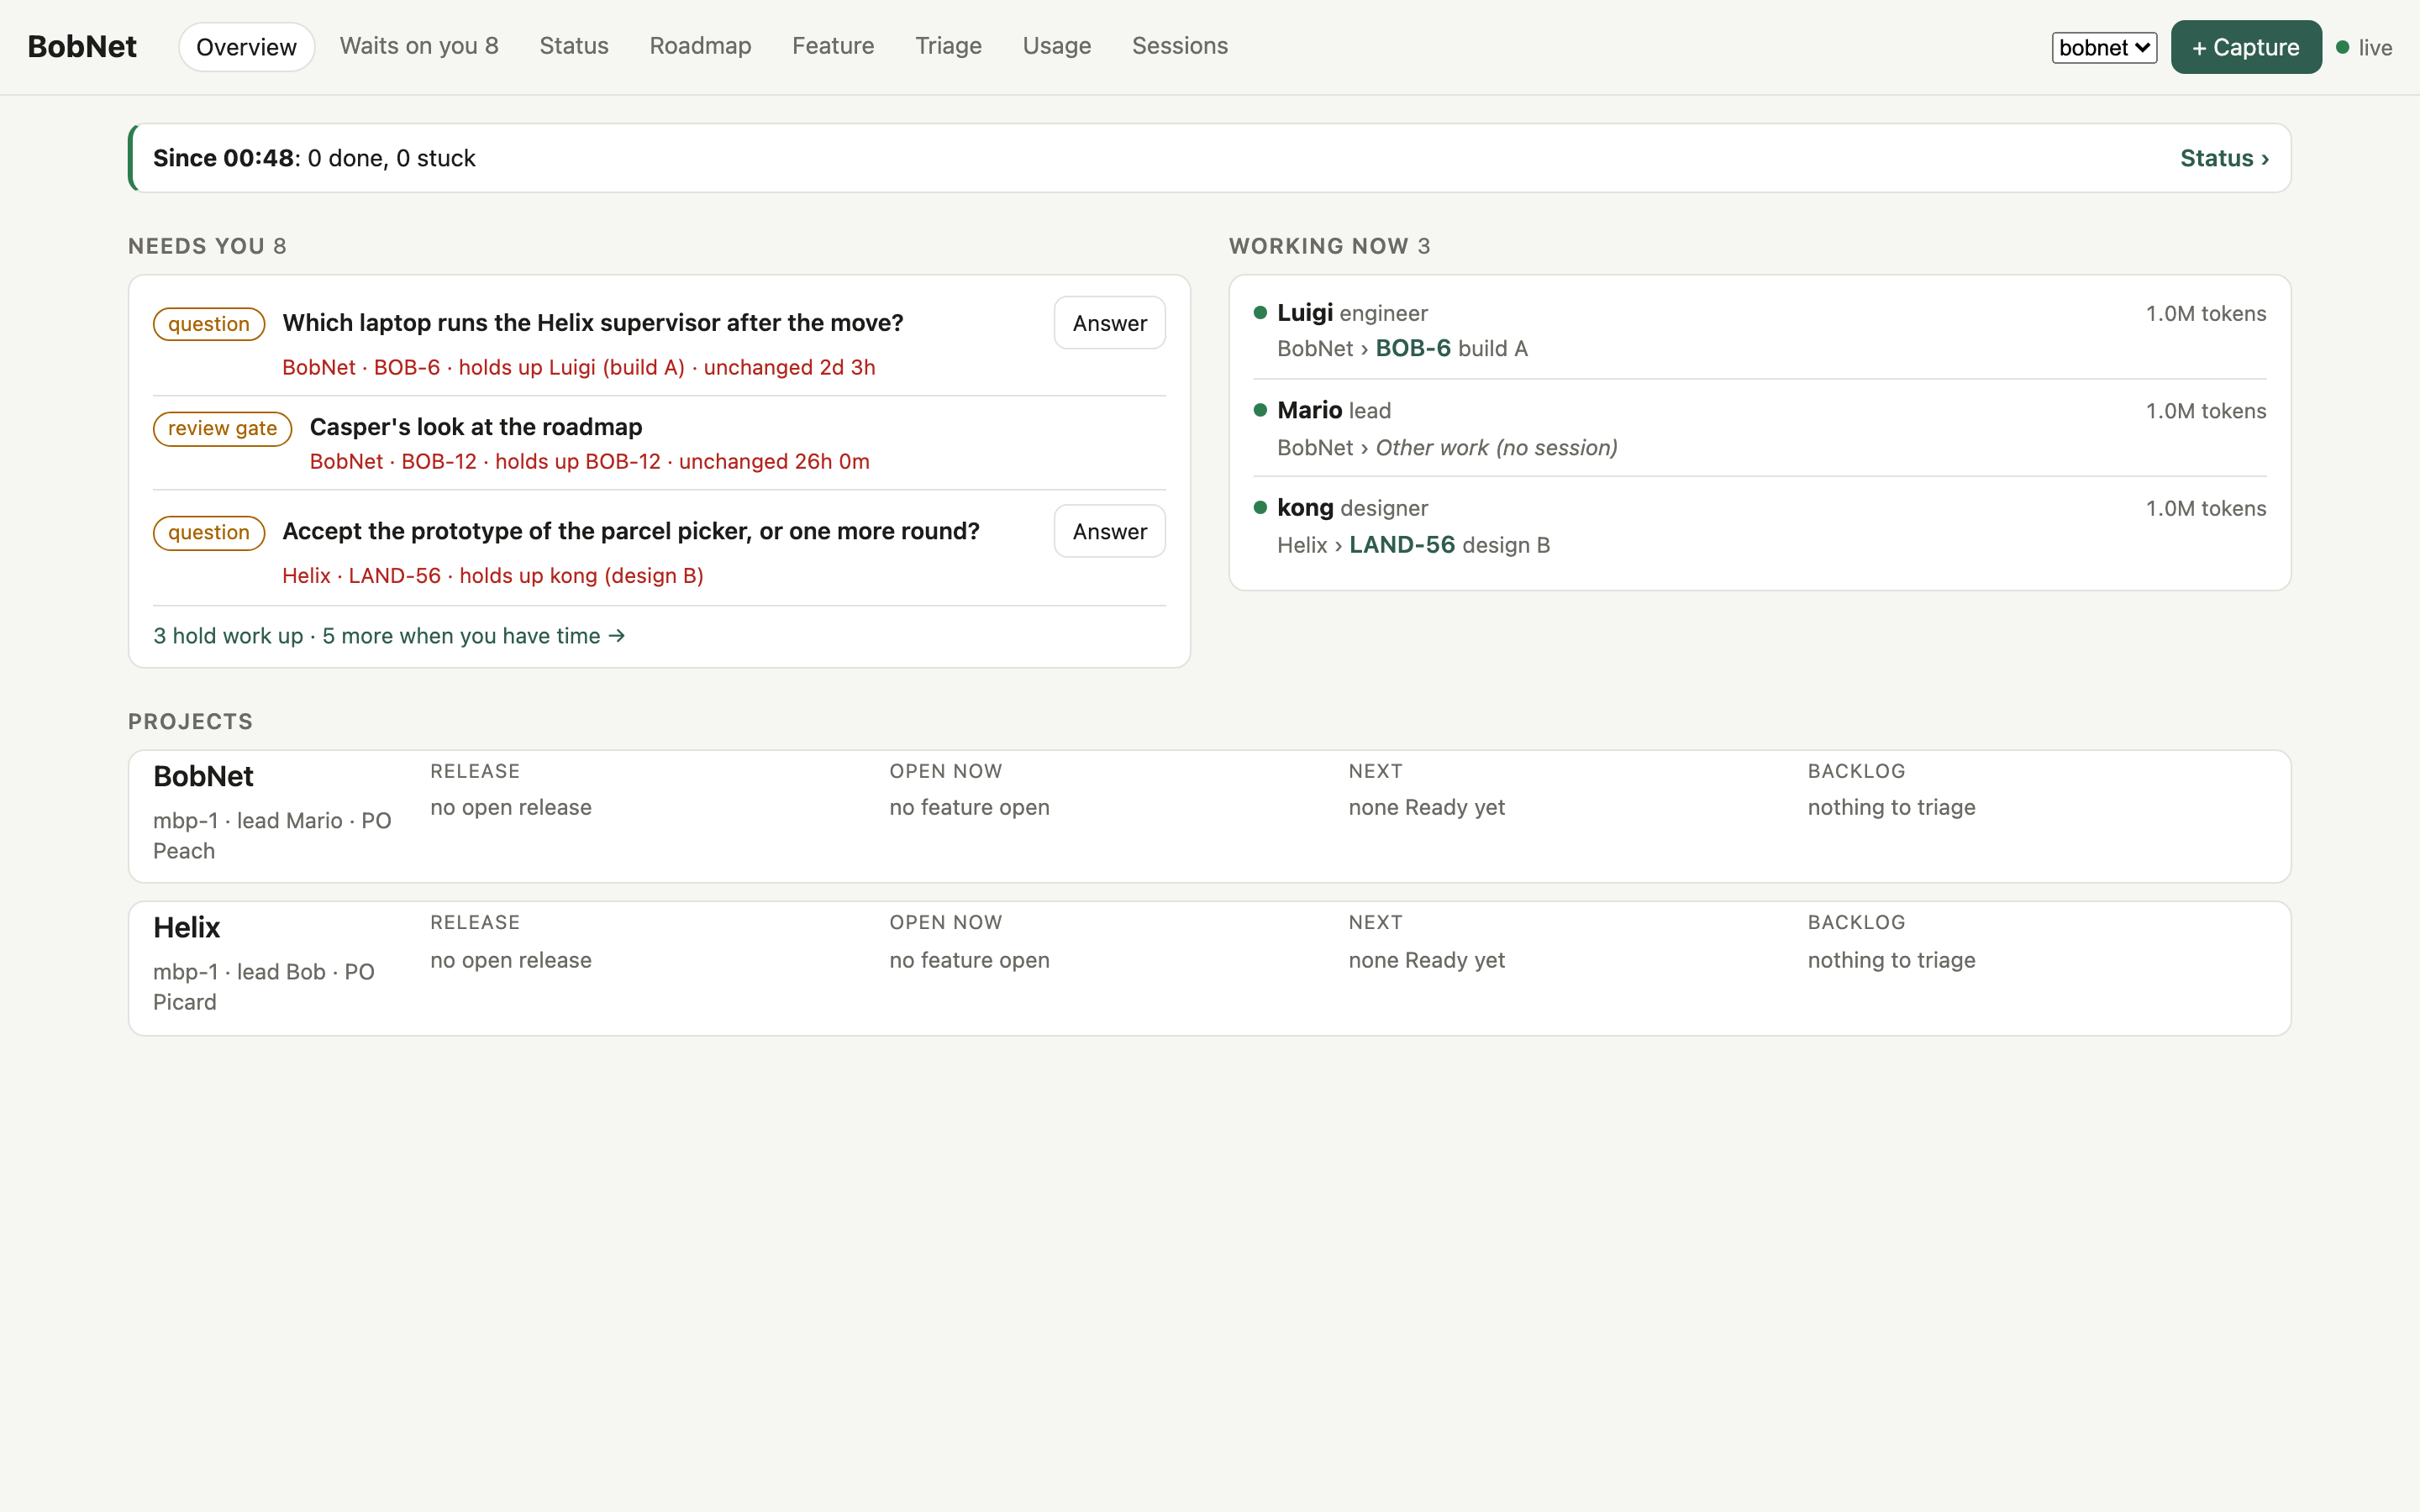 BobNet
Overview
Waits on you 8
Status
Roadmap
Feature
Triage
Usage
Sessions
bobnet
+ Capture
live
Since 00:48: 0 done, 0 stuck
Status ›
NEEDS YOU 8
question
Which laptop runs the Helix supervisor after the move?
Answer
BobNet · BOB-6 · holds up Luigi (build A) · unchanged 2d 3h
review gate
Casper's look at the roadmap
BobNet · BOB-12 · holds up BOB-12 · unchanged 26h 0m
question
Accept the prototype of the parcel picker, or one more round?
Answer
Helix · LAND-56 · holds up kong (design B)
3 hold work up · 5 more when you have time →
WORKING NOW 3
Luigi engineer
1.0M tokens
BobNet › BOB-6 build A
Mario lead
1.0M tokens
BobNet › Other work (no session)
kong designer
1.0M tokens
Helix › LAND-56 design B
PROJECTS
BobNet
mbp-1 · lead Mario · PO
Peach
RELEASE
no open release
OPEN NOW
no feature open
NEXT
none Ready yet
BACKLOG
nothing to triage
Helix
mbp-1 · lead Bob · PO
Picard
RELEASE
no open release
OPEN NOW
no feature open
NEXT
none Ready yet
BACKLOG
nothing to triage